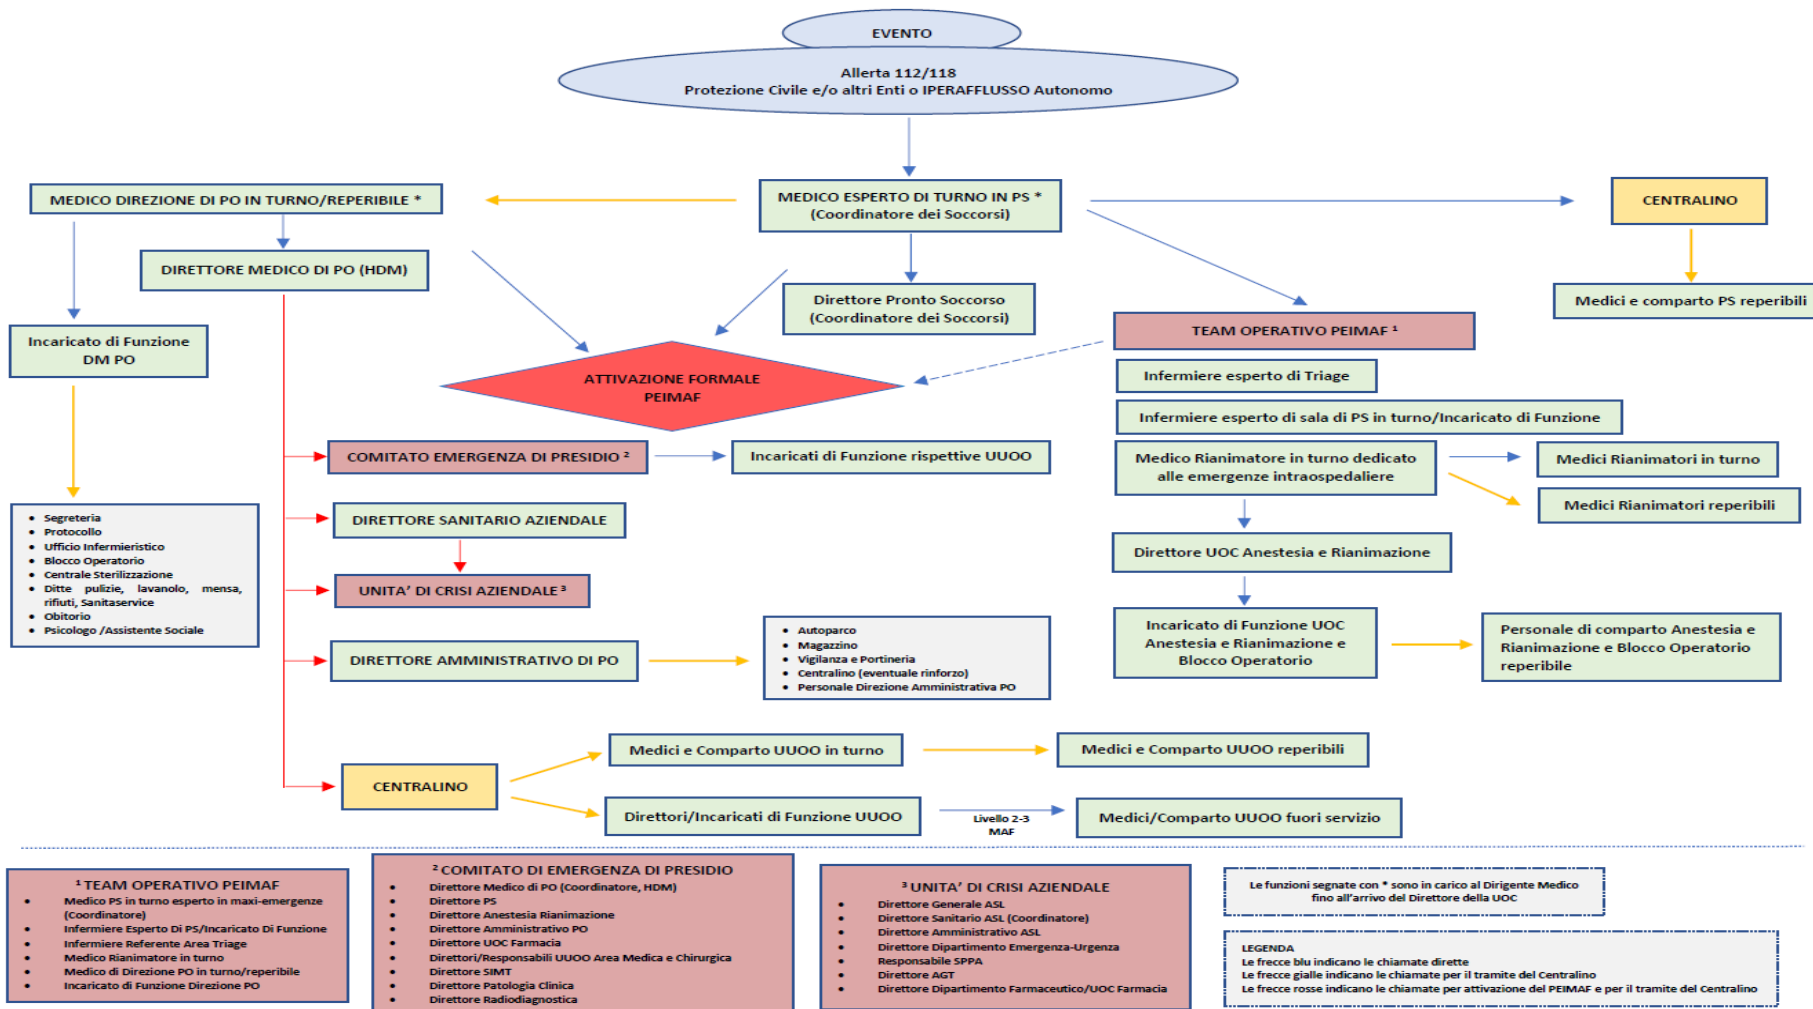 EVENTO
Allerta 112/118
Protezione Civile e/o altri Enti o IPERAFFLUSSO Autonomo
MEDICO DIREZIONE DI PO IN TURNO/REPERIBILE *
MEDICO ESPERTO DI TURNO IN PS *
(Coordinatore dei Soccorsi)
CENTRALINO
DIRETTORE MEDICO DI PO (HDM)
Direttore Pronto Soccorso
(Coordinatore dei Soccorsi)
Medici e comparto PS reperibili
Incaricato di Funzione
DM PO
TEAM OPERATIVO PEIMAF ¹
ATTIVAZIONE FORMALE
PEIMAF
Infermiere esperto di Triage
Infermiere esperto di sala di PS in turno/Incaricato di Funzione
COMITATO EMERGENZA DI PRESIDIO ²
Incaricati di Funzione rispettive UUOO
Medico Rianimatore in turno dedicato
alle emergenze intraospedaliere
Medici Rianimatori in turno
Medici Rianimatori reperibili
• Segreteria
• Protocollo
• Ufficio Infermieristico
• Blocco Operatorio
• Centrale Sterilizzazione
• Ditte pulizie, lavanolo, mensa,
rifiuti, Sanitaservice
• Obitorio
• Psicologo /Assistente Sociale
DIRETTORE SANITARIO AZIENDALE
Direttore UOC Anestesia e Rianimazione
UNITA’ DI CRISI AZIENDALE ³
Incaricato di Funzione UOC
Anestesia e Rianimazione e
Blocco Operatorio
Personale di comparto Anestesia e
Rianimazione e Blocco Operatorio
reperibile
DIRETTORE AMMINISTRATIVO DI PO
• Autoparco
• Magazzino
• Vigilanza e Portineria
• Centralino (eventuale rinforzo)
• Personale Direzione Amministrativa PO
CENTRALINO
Medici e Comparto UUOO in turno
Medici e Comparto UUOO reperibili
Direttori/Incaricati di Funzione UUOO
Livello 2-3
MAF
Medici/Comparto UUOO fuori servizio
¹ TEAM OPERATIVO PEIMAF
• Medico PS in turno esperto in maxi-emergenze
(Coordinatore)
• Infermiere Esperto Di PS/Incaricato Di Funzione
• Infermiere Referente Area Triage
• Medico Rianimatore in turno
• Medico di Direzione PO in turno/reperibile
• Incaricato di Funzione Direzione PO
² COMITATO DI EMERGENZA DI PRESIDIO
• Direttore Medico di PO (Coordinatore, HDM)
• Direttore PS
• Direttore Anestesia Rianimazione
• Direttore Amministrativo PO
• Direttore UOC Farmacia
• Direttori/Responsabili UUOO Area Medica e Chirurgica
• Direttore SIMT
• Direttore Patologia Clinica
• Direttore Radiodiagnostica
³ UNITA’ DI CRISI AZIENDALE
• Direttore Generale ASL
• Direttore Sanitario ASL (Coordinatore)
• Direttore Amministrativo ASL
• Direttore Dipartimento Emergenza-Urgenza
• Responsabile SPPA
• Direttore AGT
• Direttore Dipartimento Farmaceutico/UOC Farmacia
Le funzioni segnate con * sono in carico al Dirigente Medico
fino all’arrivo del Direttore della UOC
LEGENDA
Le frecce blu indicano le chiamate dirette
Le frecce gialle indicano le chiamate per il tramite del Centralino
Le frecce rosse indicano le chiamate per attivazione del PEIMAF e per il tramite del Centralino